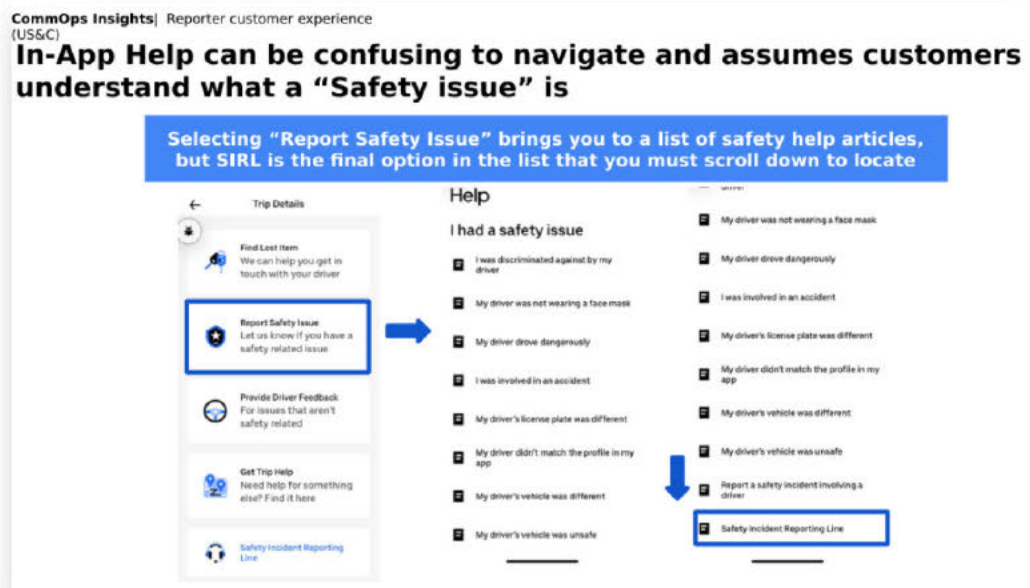 CommOps Insights| Reporter customer experience
(US&C)
In-App Help can be confusing to navigate and assumes customers
understand what a “Safety issue” is
Selecting “Report Safety Issue” brings you to a list of safety help articles,
but SIRL is the final option in the list that you must scroll down to locate
Trip Details
Find Lost Item
We can help you get in
touch with your driver
Report Safety Issue
Let us know if you have a
safety related issue
Provide Driver Feedback
For issues that aren't
safety related
Get Trip Help
Need help for something
else? Find it here
Safety Incident Reporting
Line
Help
I had a safety issue
I was discriminated against by my
driver
My driver was not wearing a face mask
My driver drove dangerously
I was involved in an accident
My driver's license plate was different
My driver didn't match the profile in my
app
My driver's vehicle was different
My driver's vehicle was unsafe
driver
My driver was not wearing a face mask
My driver drove dangerously
I was involved in an accident
My driver's license plate was different
My driver didn't match the profile in my
app
My driver's vehicle was different
My driver's vehicle was unsafe
Report a safety incident involving a
driver
Safety Incident Reporting Line